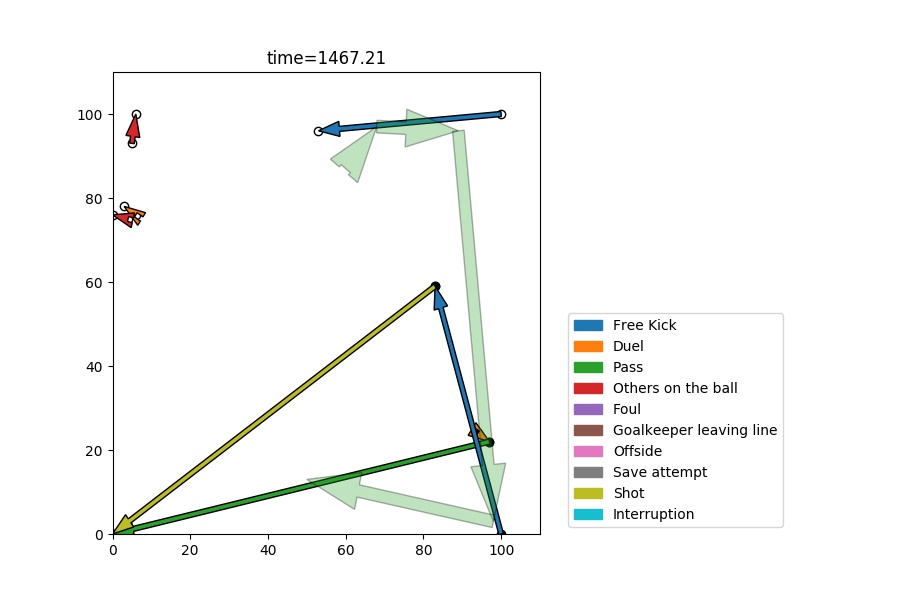 time=1467.21
100
80
60
40
20
0
0 20 40 60 80 100
Free Kick
Duel
Pass
Others on the ball
Foul
Goalkeeper leaving line
Offside
Save attempt
Shot
Interruption